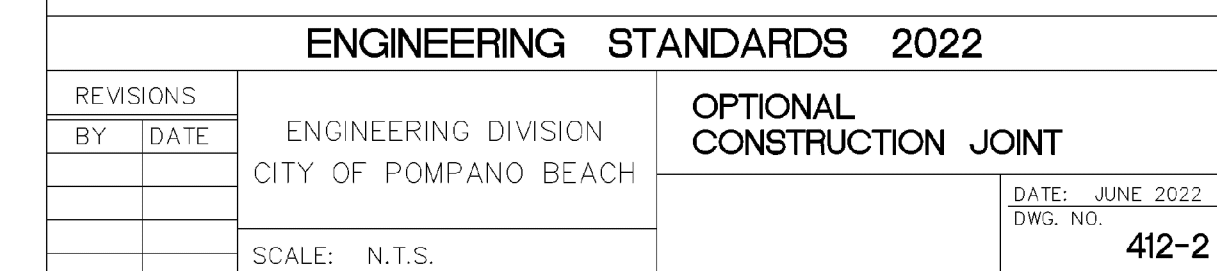 ENGINEERING STANDARDS 2022
REVISIONS
BY DATE
ENGINEERING DIVISION
CITY OF POMPANO BEACH
SCALE: N.T.S.
OPTIONAL
CONSTRUCTION JOINT
DATE: JUNE 2022
DWG. NO.
412-2